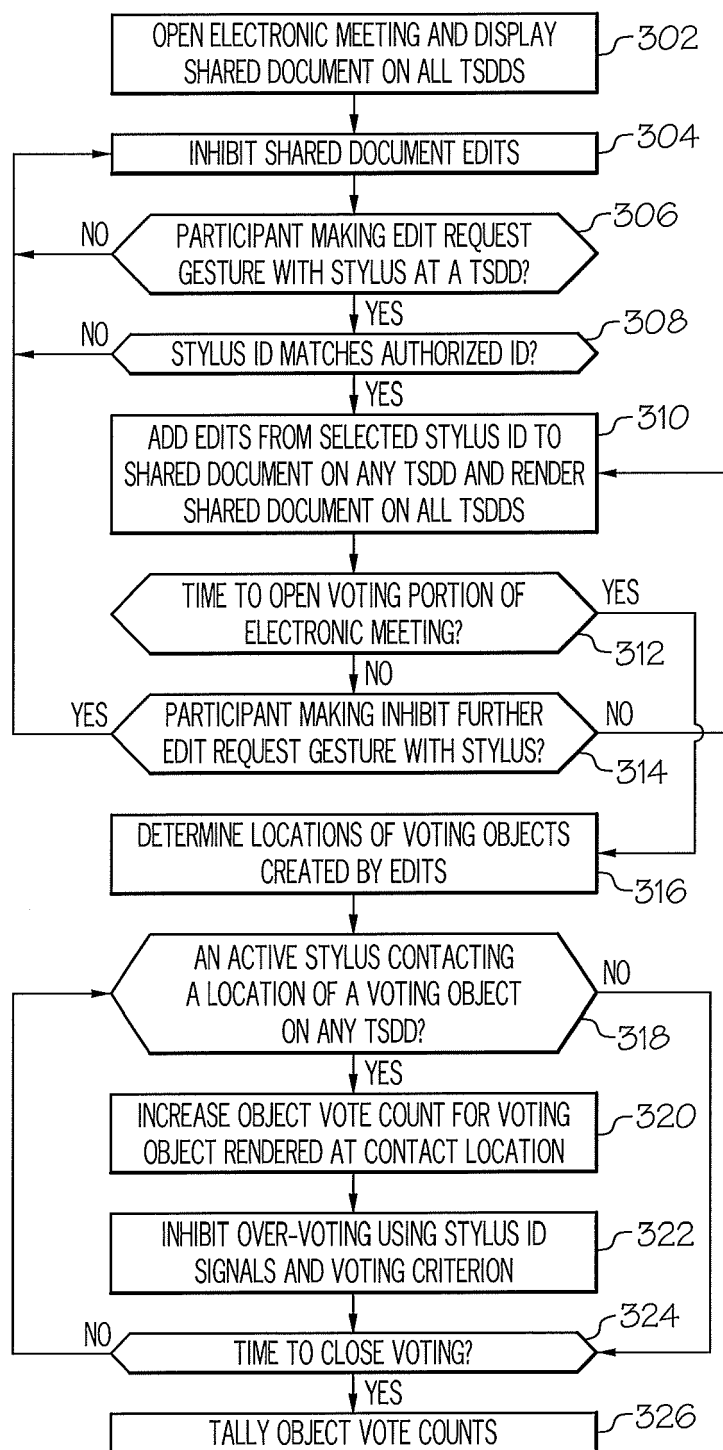 OPEN ELECTRONIC MEETING AND DISPLAY
SHARED DOCUMENT ON ALL TSDDS
302
INHIBIT SHARED DOCUMENT EDITS
304
PARTICIPANT MAKING EDIT REQUEST
GESTURE WITH STYLUS AT A TSDD?
306
NO
YES
STYLUS ID MATCHES AUTHORIZED ID?
308
NO
YES
ADD EDITS FROM SELECTED STYLUS ID TO
SHARED DOCUMENT ON ANY TSDD AND RENDER
SHARED DOCUMENT ON ALL TSDDS
310
TIME TO OPEN VOTING PORTION OF
ELECTRONIC MEETING?
YES
312
NO
PARTICIPANT MAKING INHIBIT FURTHER
EDIT REQUEST GESTURE WITH STYLUS?
YES
NO
314
DETERMINE LOCATIONS OF VOTING OBJECTS
CREATED BY EDITS
316
AN ACTIVE STYLUS CONTACTING
A LOCATION OF A VOTING OBJECT
ON ANY TSDD?
NO
318
YES
INCREASE OBJECT VOTE COUNT FOR VOTING
OBJECT RENDERED AT CONTACT LOCATION
320
INHIBIT OVER-VOTING USING STYLUS ID
SIGNALS AND VOTING CRITERION
322
TIME TO CLOSE VOTING?
324
NO
YES
TALLY OBJECT VOTE COUNTS
326